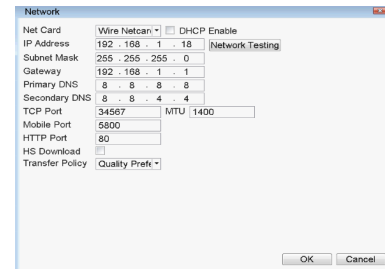 Network
Net Card Wire Netcan DHCP Enable
IP Address 192 . 168 . 1 . 18 Network Testing
Subnet Mask 255 . 255 . 255 . 0
Gateway 192 . 168 . 1 . 1
Primary DNS 8 . 8 . 8 . 8
Secondary DNS 8 . 8 . 4 . 4
TCP Port 34567 MTU 1400
Mobile Port 5800
HTTP Port 80
HS Download
Transfer Policy Quality Prefe
OK Cancel